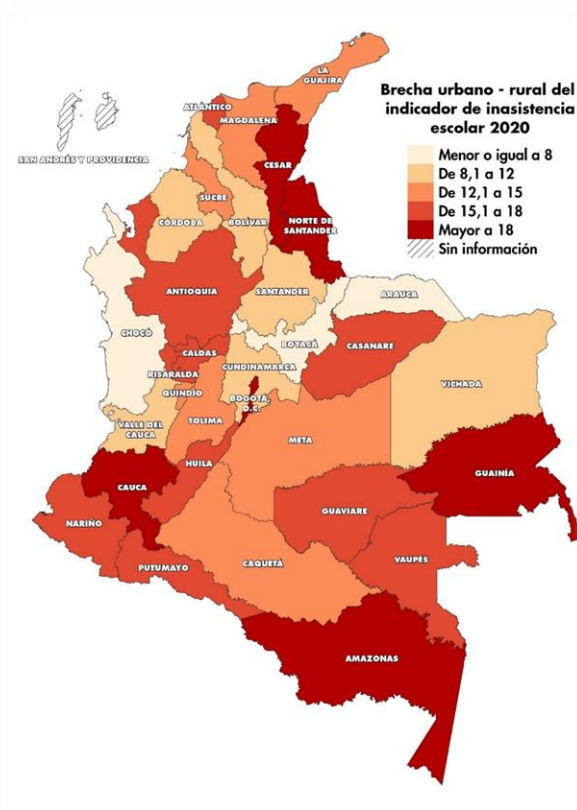 Brecha urbano - rural del
indicador de inasistencia
escolar 2020
Menor o igual a 8
De 8,1 a 12
De 12,1 a 15
De 15,1 a 18
Mayor a 18
Sin información
LA
GUAJIRA
ATLÁNTICO
MAGDALENA
SAN ANDRÉS Y PROVIDENCIA
CESAR
SUCRE
CÓRDOBA
BOLÍVAR
NORTE DE
SANTANDER
ANTIOQUIA
SANTANDER
ARAUCA
CHOCÓ
BOYACÁ
CASANARE
CALDAS
RISARALDA
CUNDINAMARCA
VICHADA
QUINDÍO
BOGOTÁ,
D.C.
VALLE DEL
CAUCA
TOLIMA
META
HUILA
GUAINÍA
CAUCA
GUAVIARE
NARIÑO
VAUPÉS
PUTUMAYO
CAQUETÁ
AMAZONAS